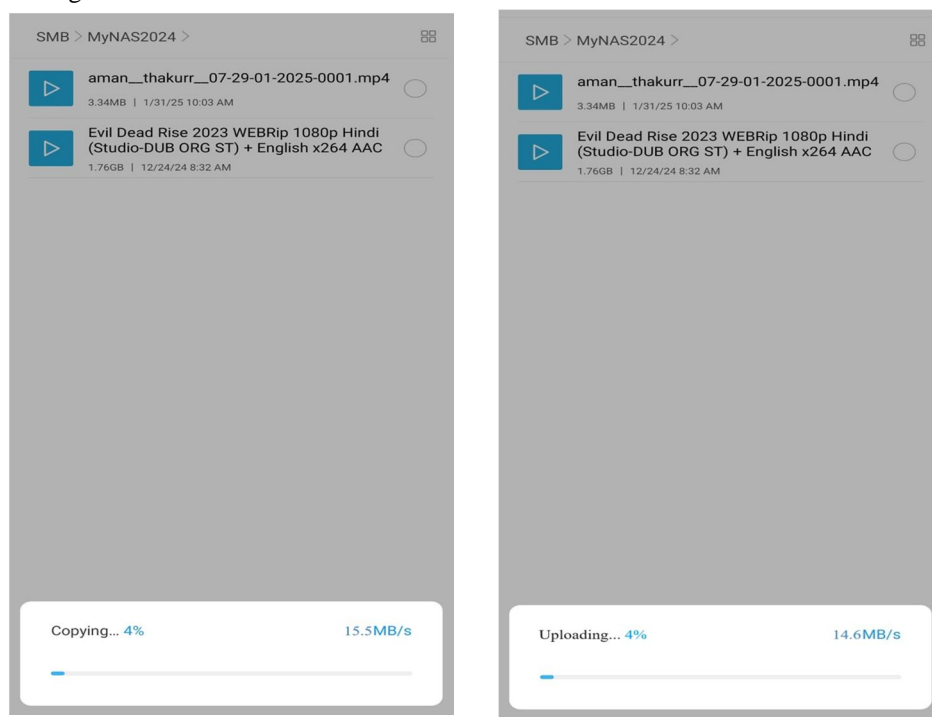 SMB > MyNAS2024 >
aman__thakurr__07-29-01-2025-0001.mp4
3.34MB | 1/31/25 10:03 AM
Evil Dead Rise 2023 WEBRip 1080p Hindi
(Studio-DUB ORG ST) + English x264 AAC
1.76GB | 12/24/24 8:32 AM
Copying... 4% 15.5MB/s
SMB > MyNAS2024 >
aman__thakurr__07-29-01-2025-0001.mp4
3.34MB | 1/31/25 10:03 AM
Evil Dead Rise 2023 WEBRip 1080p Hindi
(Studio-DUB ORG ST) + English x264 AAC
1.76GB | 12/24/24 8:32 AM
Uploading... 4% 14.6MB/s